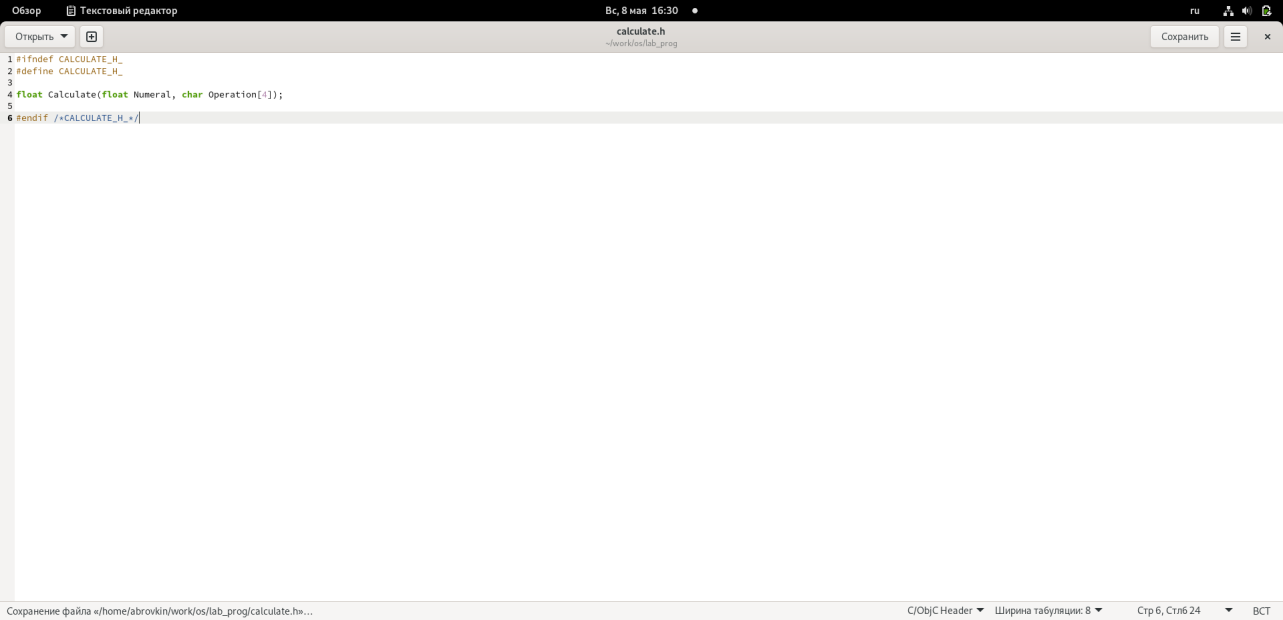 Обзор Текстовый редактор Вс, 8 мая 16:30 ru
Открыть calculate.h Сохранить
~/work/os/lab_prog
1 #ifndef CALCULATE_H_
2 #define CALCULATE_H_
3
4 float Calculate(float Numeral, char Operation[4]);
5
6 #endif /*CALCULATE_H_*/
Сохранение файла «/home/abrovkin/work/os/lab_prog/calculate.h»… C/ObjC Header Ширина табуляции: 8 Стр 6, Стлб 24 ВСТ